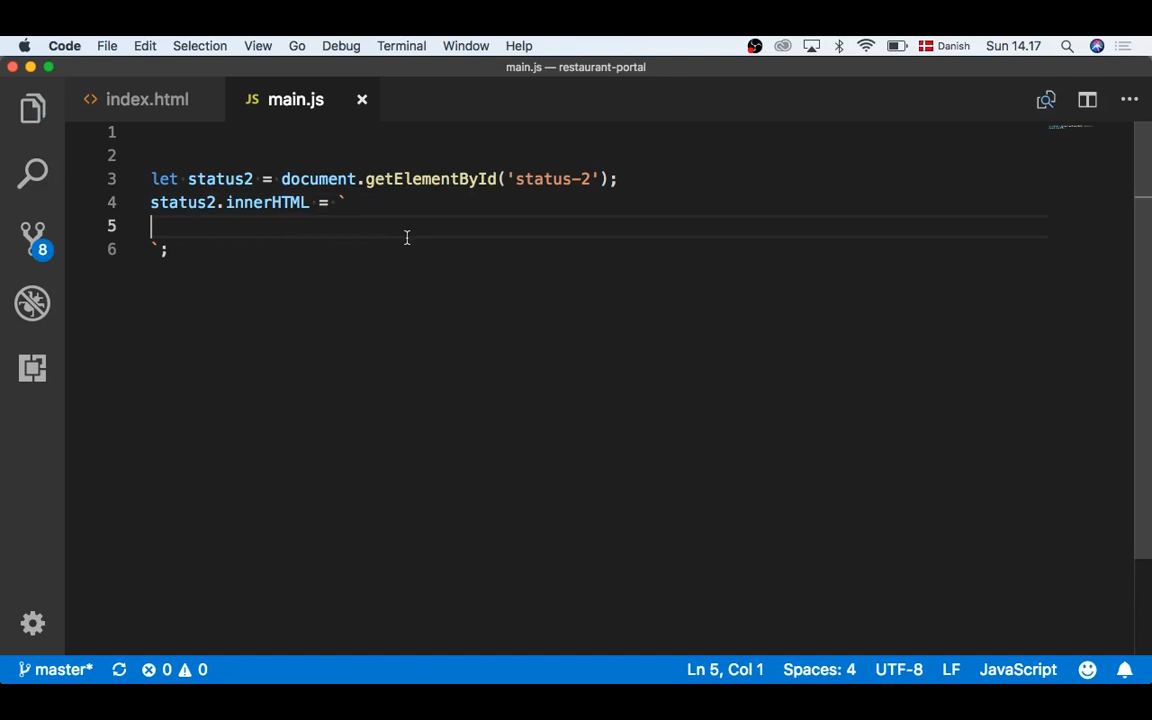 Code File Edit Selection View Go Debug Terminal Window Help Danish Sun 14.17
main.js — restaurant-portal
index.html JS main.js
1
2
3 let status2 = document.getElementById('status-2');
4 status2.innerHTML = `
5
6 `;
8
master* 0 0 Ln 5, Col 1 Spaces: 4 UTF-8 LF JavaScript